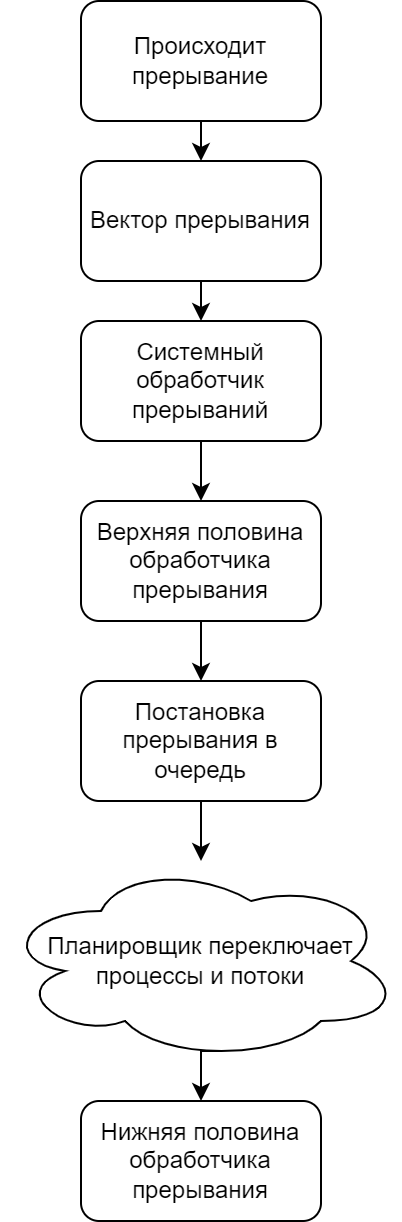 Происходит
прерывание
Вектор прерывания
Системный
обработчик
прерываний
Верхняя половина
обработчика
прерывания
Постановка
прерывания в
очередь
Планировщик переключает
процессы и потоки
Нижняя половина
обработчика
прерывания